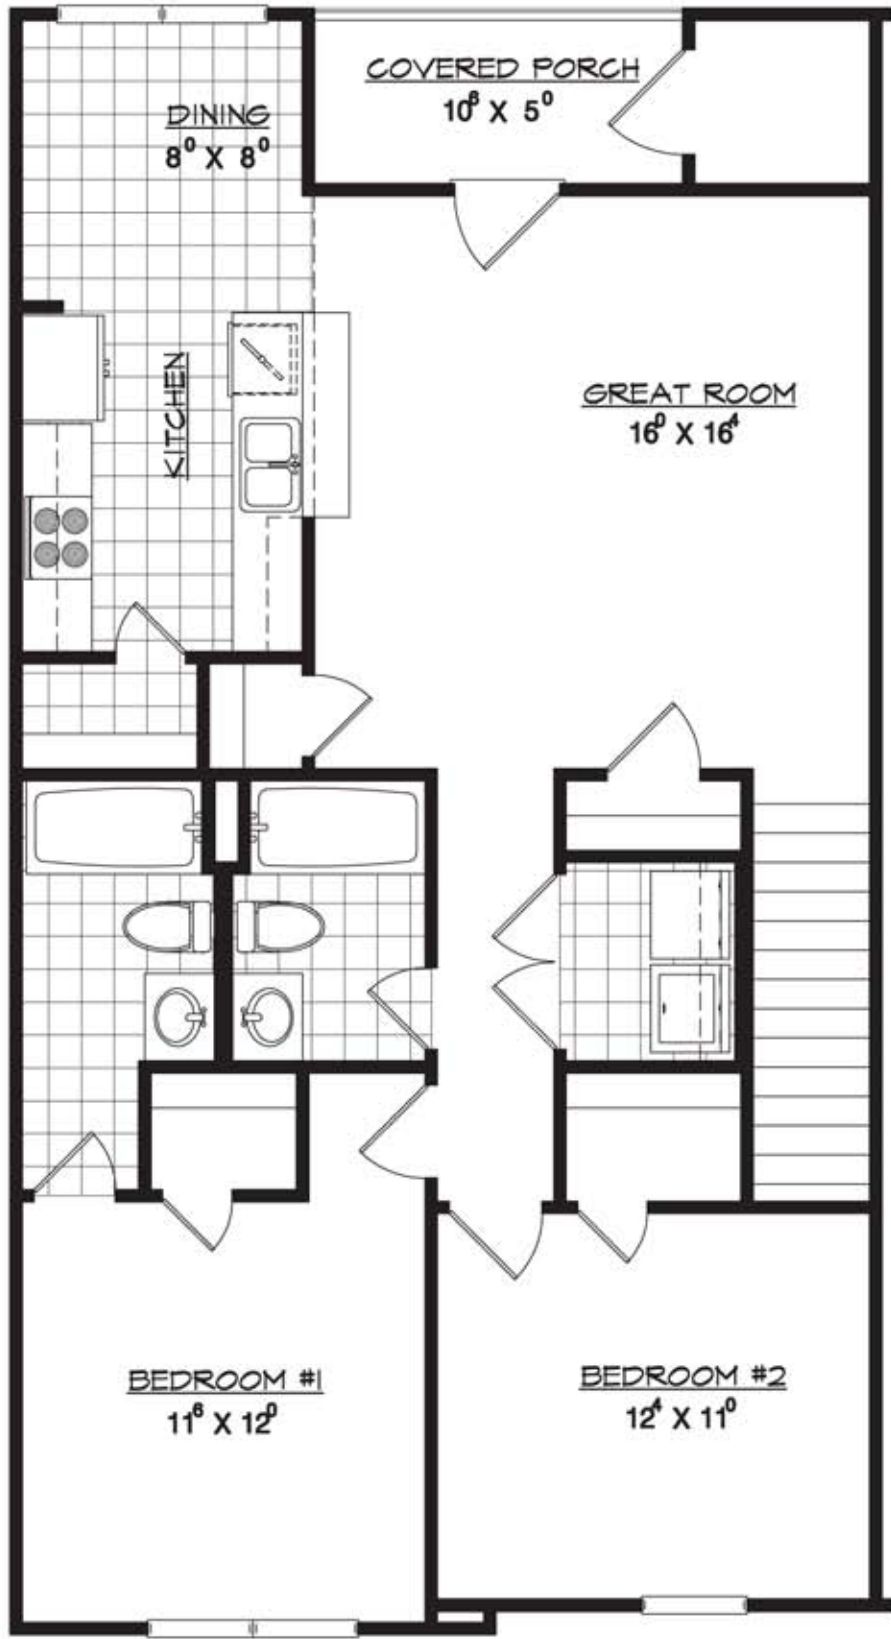 COVERED PORCH
10⁶ X 5⁰
DINING
8⁰ X 8⁰
KITCHEN
GREAT ROOM
16⁰ X 16⁴
BEDROOM #1
11⁶ X 12⁰
BEDROOM #2
12⁴ X 11⁰